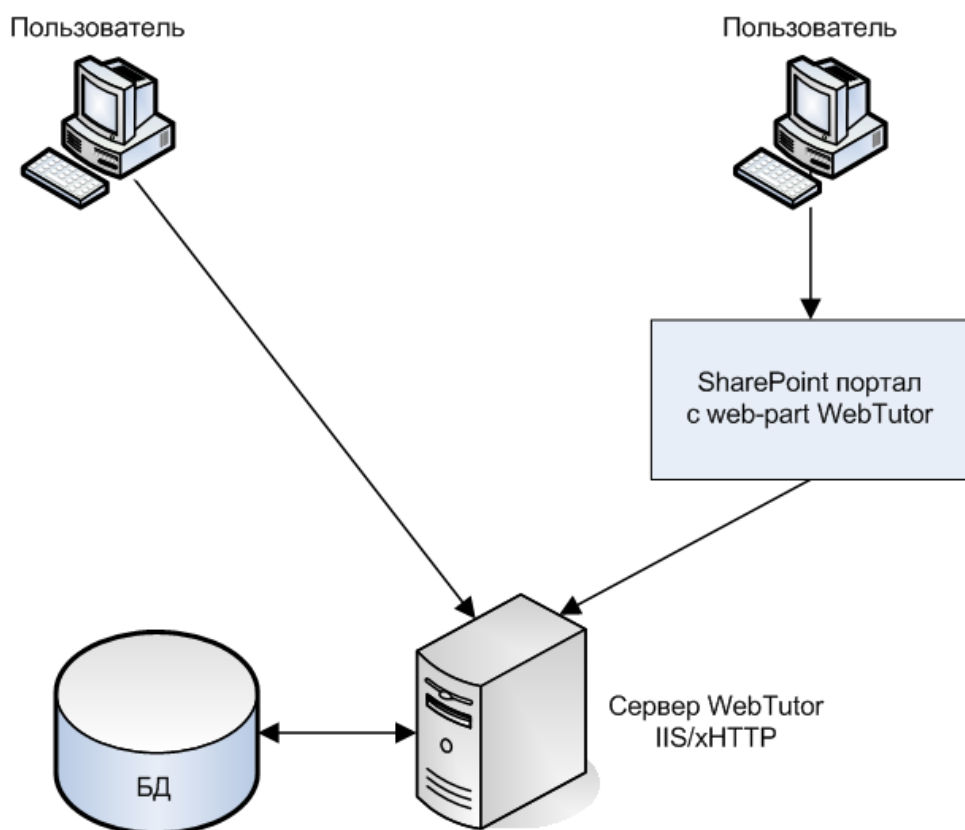 Пользователь
Пользователь
SharePoint портал
с web-part WebTutor
Сервер WebTutor
IIS/xHTTP
БД